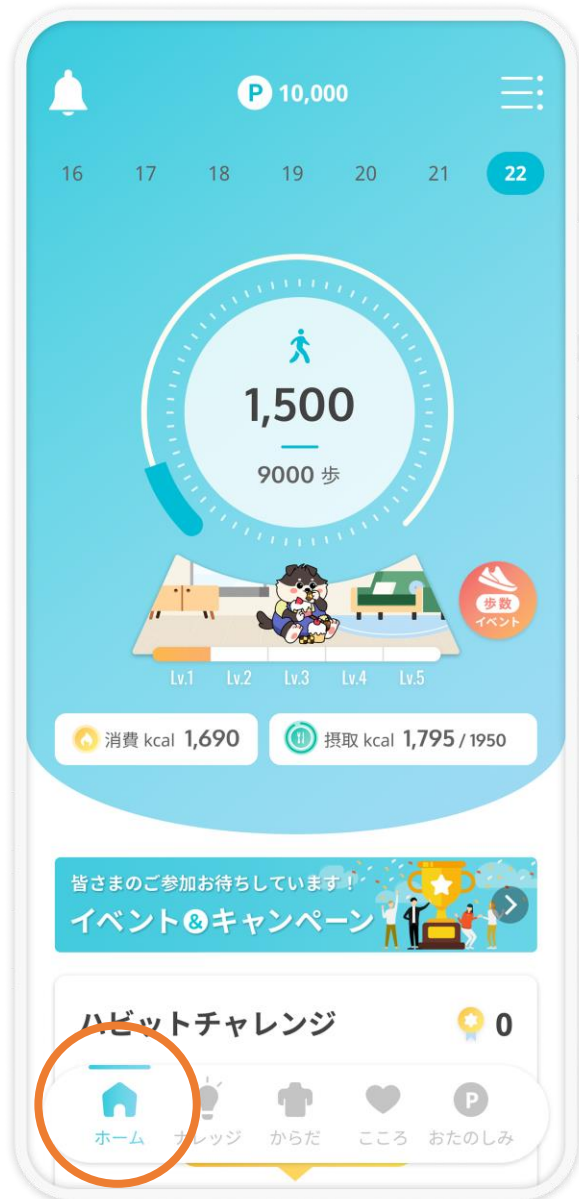 P 10,000
16 17 18 19 20 21 22
1,500
9000 歩
歩数
イベント
Lv.1 Lv.2 Lv.3 Lv.4 Lv.5
消費 kcal 1,690
摂取 kcal 1,795 / 1950
皆さまのご参加お待ちしています!
イベント&キャンペーン
ハビットチャレンジ 0
ホーム ナレッジ からだ こころ おたのしみ
P